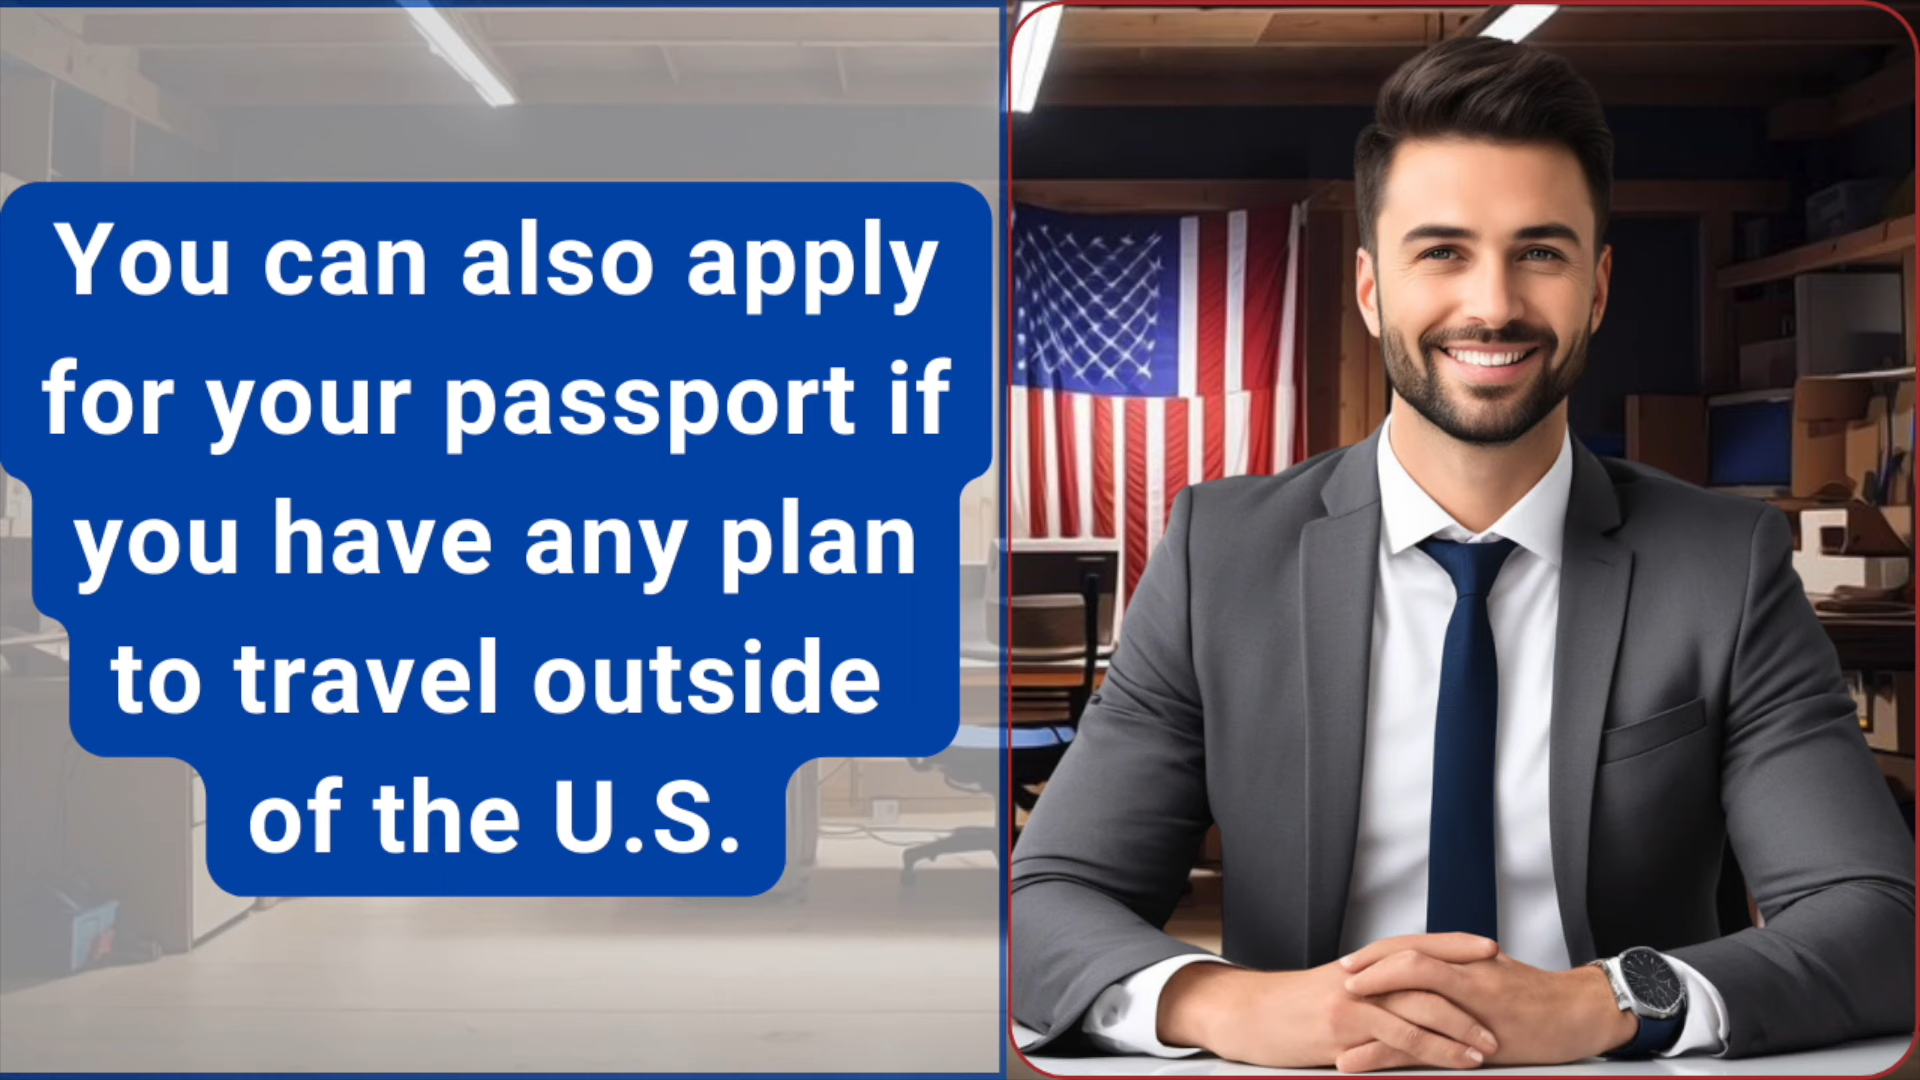 You can also apply
for your passport if
you have any plan
to travel outside
of the U.S.